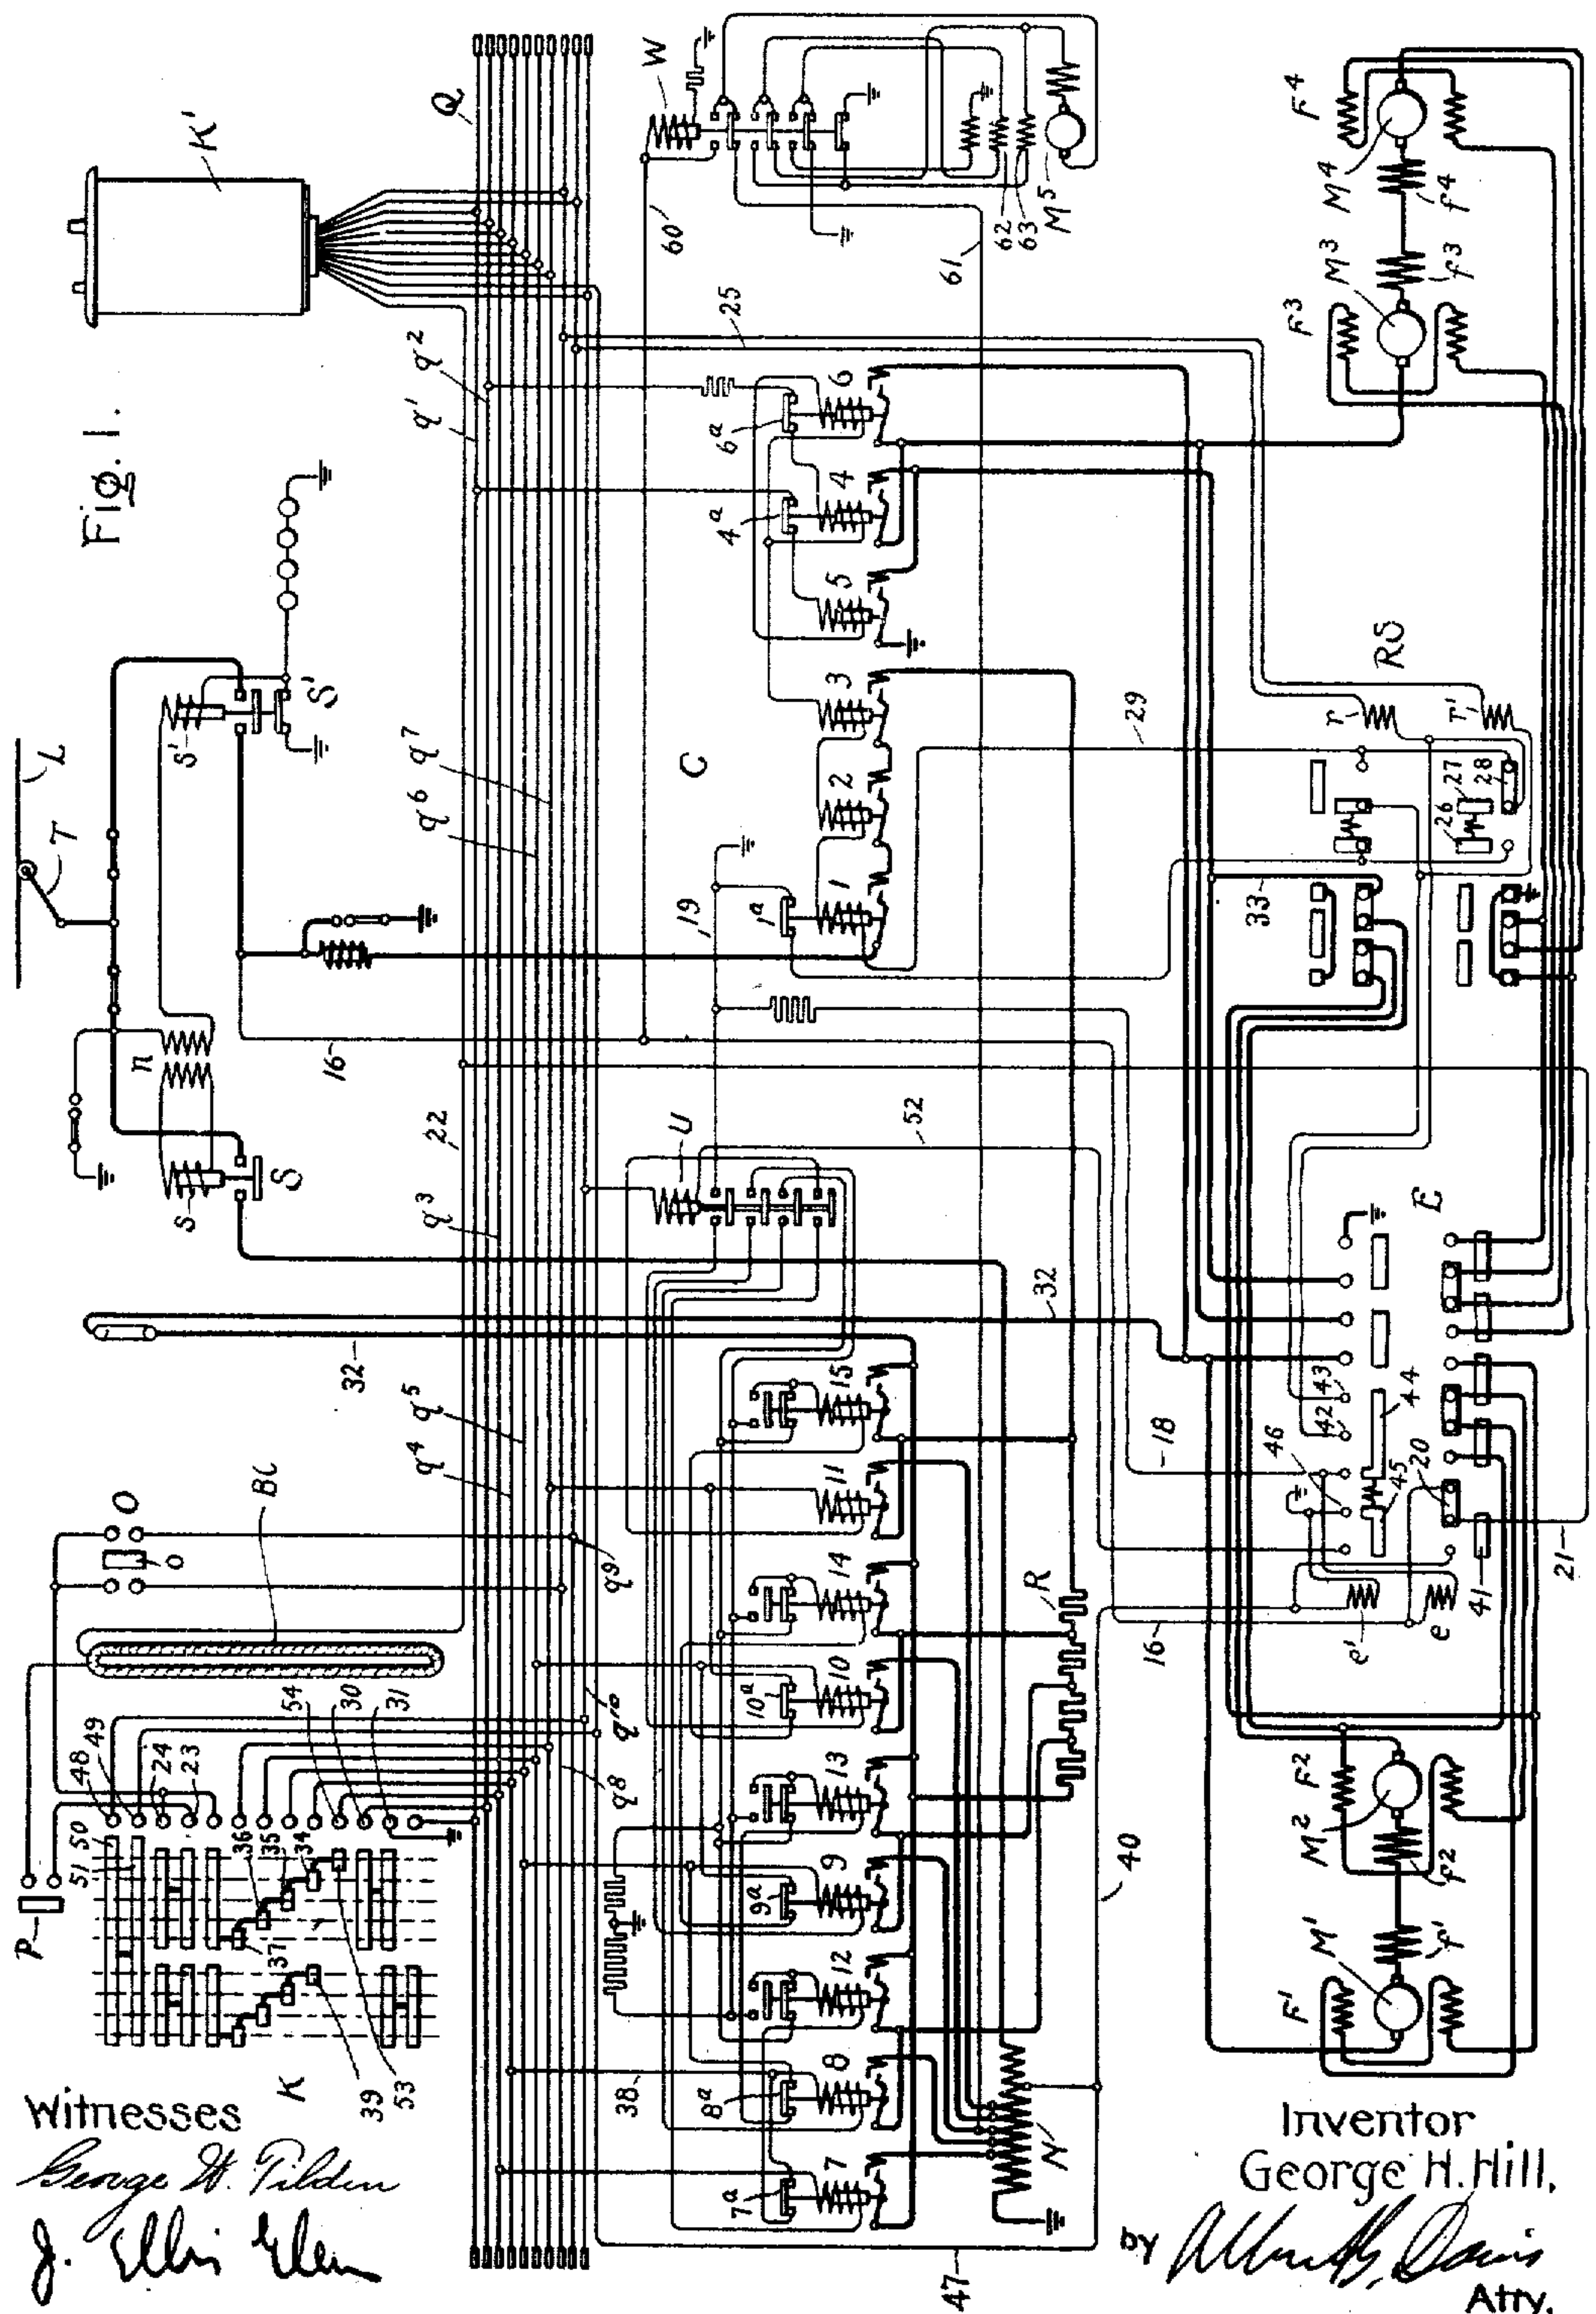 Fig. 1.
L
T
K'
Q
W
S'
s'
n
S
s
16
22
q'
q²
q³
q⁴
q⁵
q⁶
q⁷
q⁸
q⁹
q¹⁰
60
61
62
63
M⁵
25
BC
O
o
P
48
49
24
23
54
30
31
50
51
36
35
34
37
K
39
53
32
32
U
52
19
C
1ᵃ
4ᵃ
6ᵃ
1
2
3
5
4
6
29
38
7ᵃ
8ᵃ
9ᵃ
10ᵃ
7
8
12
9
13
10
14
11
15
N
R
40
47
18
16
RS
r
r'
26
27
28
33
E
42
43
44
45
46
20
41
21
e'
e
F'
M'
f'
M²
F²
f²
F³
M³
f³
M⁴
F⁴
f⁴
Witnesses
George W. Tilden
Inventor
George H. Hill,
by
Atty.